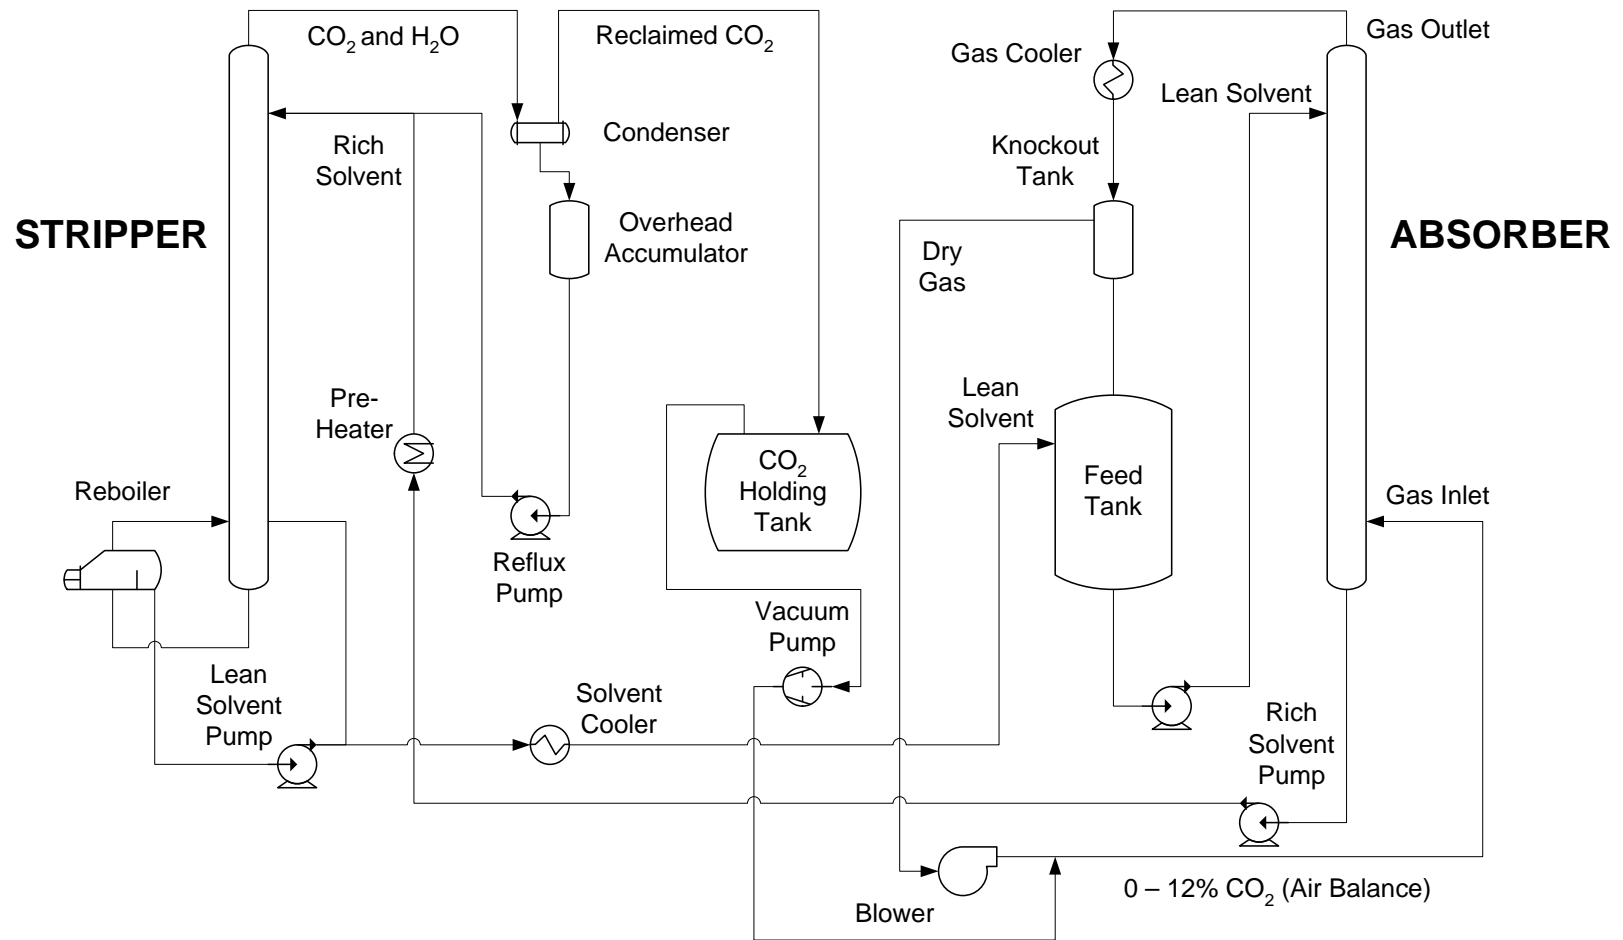 CO₂ and H₂O
Reclaimed CO₂
Gas Outlet
Gas Cooler
Lean Solvent
Condenser
Rich
Solvent
Knockout
Tank
STRIPPER
Overhead
Accumulator
Dry
Gas
ABSORBER
Pre-
Heater
Lean
Solvent
CO₂
Holding
Tank
Feed
Tank
Reboiler
Gas Inlet
Reflux
Pump
Vacuum
Pump
Lean
Solvent
Pump
Solvent
Cooler
Rich
Solvent
Pump
0 – 12% CO₂ (Air Balance)
Blower